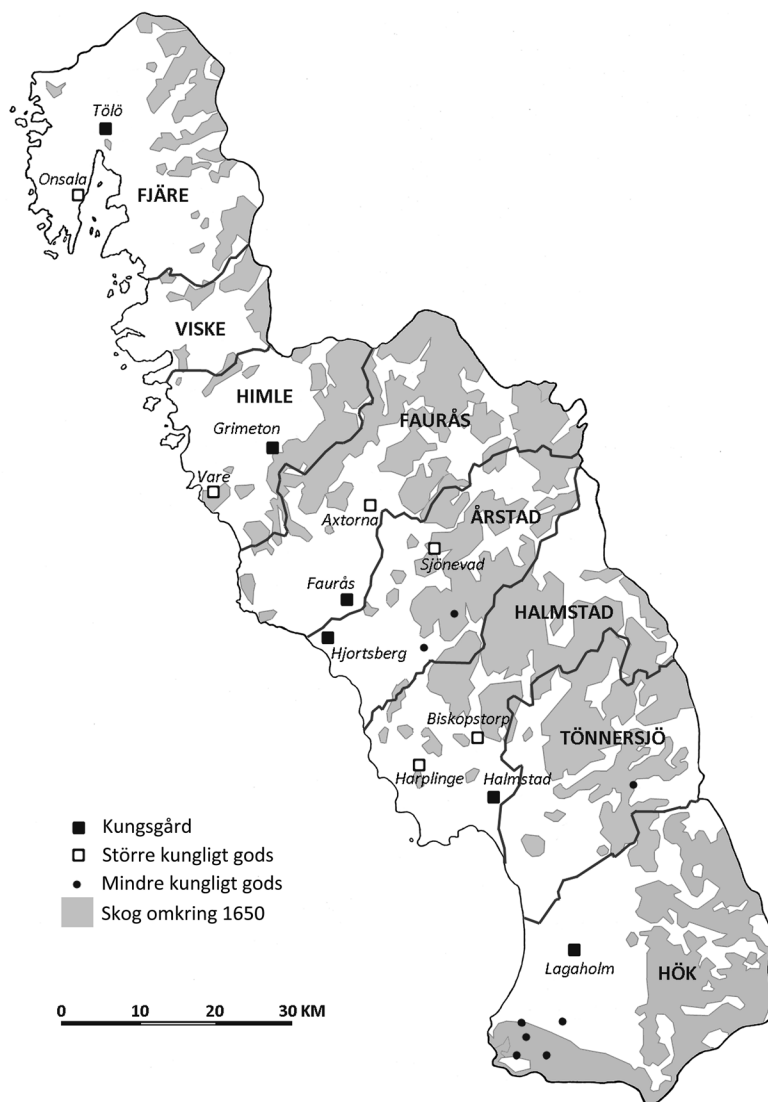 Tölö
Onsala
FJÄRE
VISKE
HIMLE
Grimeton
FAURÅS
Vare
Axtorna
ÅRSTAD
Sjönevad
Faurås
HALMSTAD
Hjortsberg
Biskopstorp
TÖNNERSJÖ
Harplinge
Halmstad
Kungsgård
Större kungligt gods
Mindre kungligt gods
Skog omkring 1650
Lagaholm
HÖK
0 10 20 30 KM